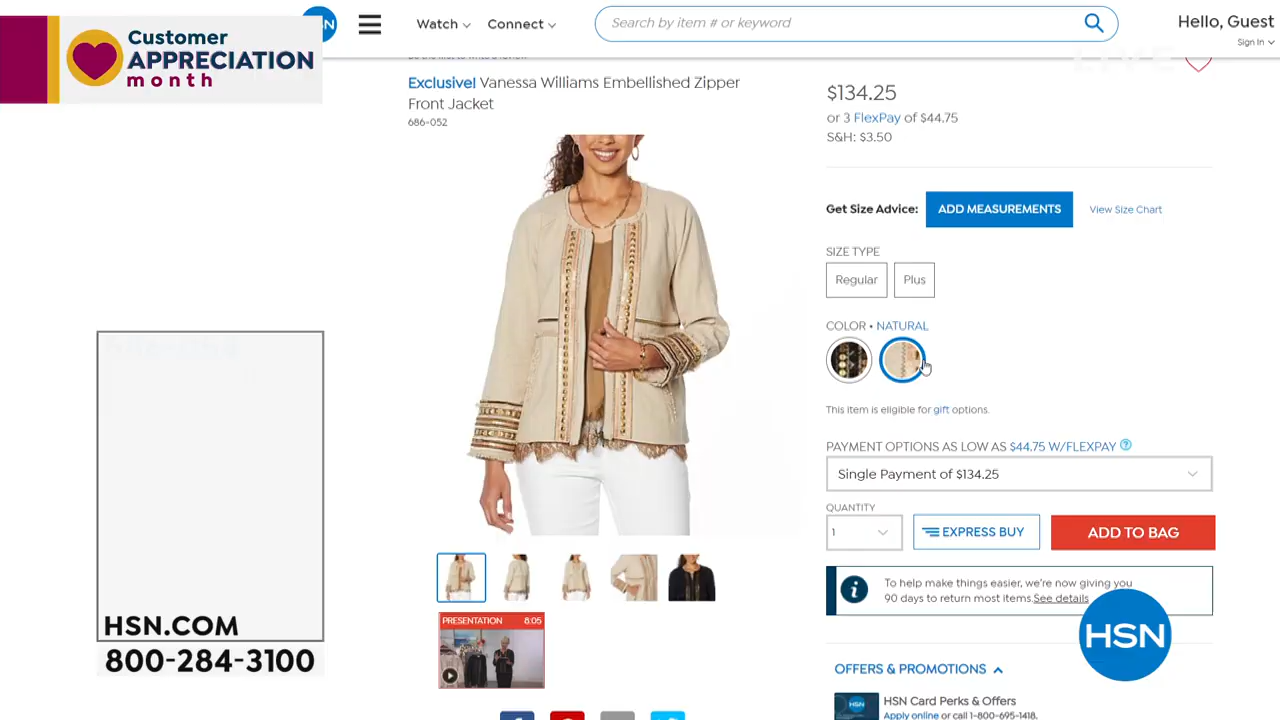 Customer
APPRECIATION
month
SN
Watch
Connect
Search by item # or keyword
Hello, Guest
Sign In
LIVE
Exclusive! Vanessa Williams Embellished Zipper
Front Jacket
686-052
$134.25
or 3 FlexPay of $44.75
S&H: $3.50
Get Size Advice:
ADD MEASUREMENTS
View Size Chart
SIZE TYPE
Regular
Plus
COLOR • NATURAL
This item is eligible for gift options.
PAYMENT OPTIONS AS LOW AS $44.75 W/FLEXPAY ?
Single Payment of $134.25
QUANTITY
1
EXPRESS BUY
ADD TO BAG
i
To help make things easier, we're now giving you
90 days to return most items. See details
HSN
PRESENTATION 8:05
HSN.COM
800-284-3100
OFFERS & PROMOTIONS
HSN
HSN Card Perks & Offers
Apply online or call 1-800-695-1418.